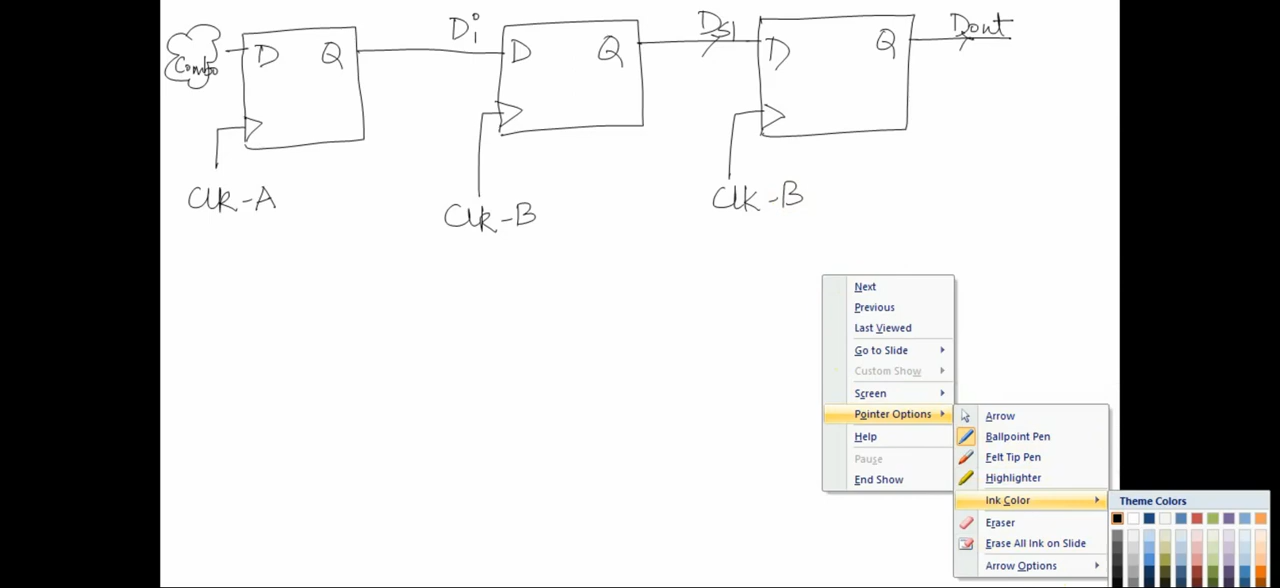 Combo
D Q
Di
D Q
Ds1
D Q
Dout
Clk-A
Clk-B
Clk-B
Next
Previous
Last Viewed
Go to Slide
Custom Show
Screen
Pointer Options
Help
Pause
End Show
Arrow
Ballpoint Pen
Felt Tip Pen
Highlighter
Ink Color
Eraser
Erase All Ink on Slide
Arrow Options
Theme Colors